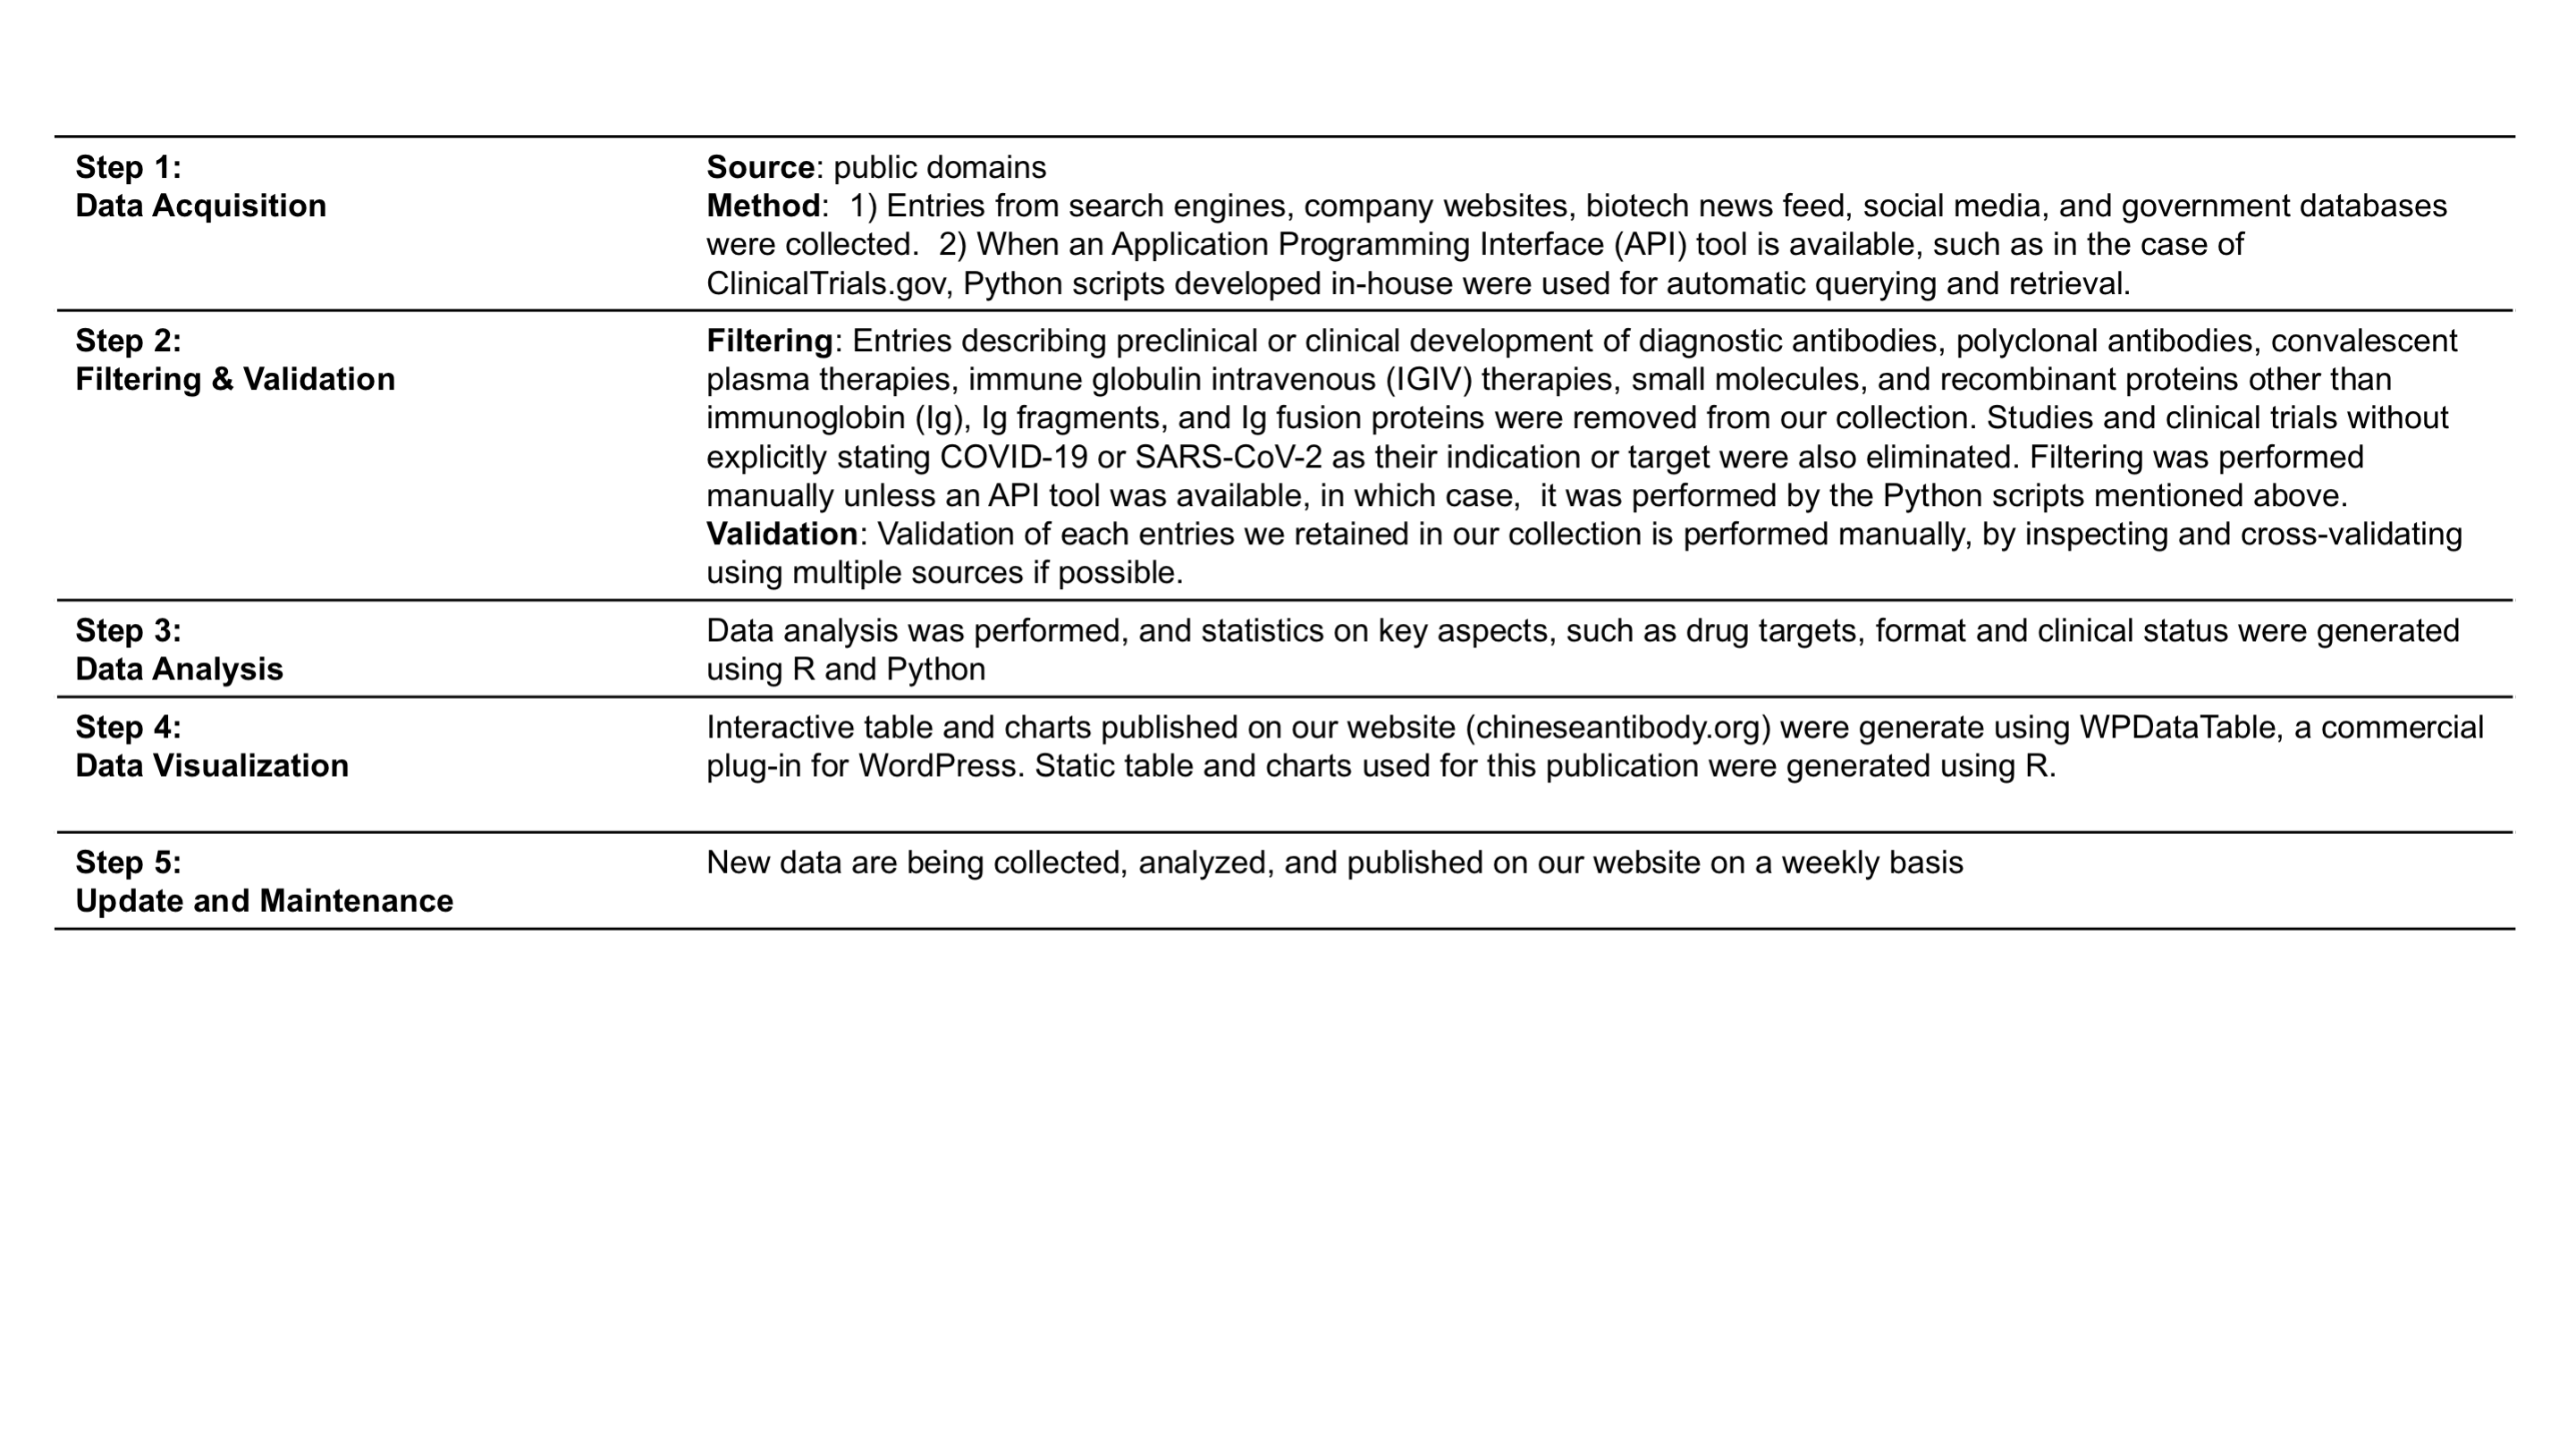 Step 1:
Data Acquisition
Source: public domains
Method:  1) Entries from search engines, company websites, biotech news feed, social media, and government databases
were collected.  2) When an Application Programming Interface (API) tool is available, such as in the case of
ClinicalTrials.gov, Python scripts developed in-house were used for automatic querying and retrieval.
Step 2:
Filtering & Validation
Filtering: Entries describing preclinical or clinical development of diagnostic antibodies, polyclonal antibodies, convalescent
plasma therapies, immune globulin intravenous (IGIV) therapies, small molecules, and recombinant proteins other than
immunoglobin (Ig), Ig fragments, and Ig fusion proteins were removed from our collection. Studies and clinical trials without
explicitly stating COVID-19 or SARS-CoV-2 as their indication or target were also eliminated. Filtering was performed
manually unless an API tool was available, in which case,  it was performed by the Python scripts mentioned above.
Validation: Validation of each entries we retained in our collection is performed manually, by inspecting and cross-validating
using multiple sources if possible.
Step 3:
Data Analysis
Data analysis was performed, and statistics on key aspects, such as drug targets, format and clinical status were generated
using R and Python
Step 4:
Data Visualization
Interactive table and charts published on our website (chineseantibody.org) were generate using WPDataTable, a commercial
plug-in for WordPress. Static table and charts used for this publication were generated using R.
Step 5:
Update and Maintenance
New data are being collected, analyzed, and published on our website on a weekly basis